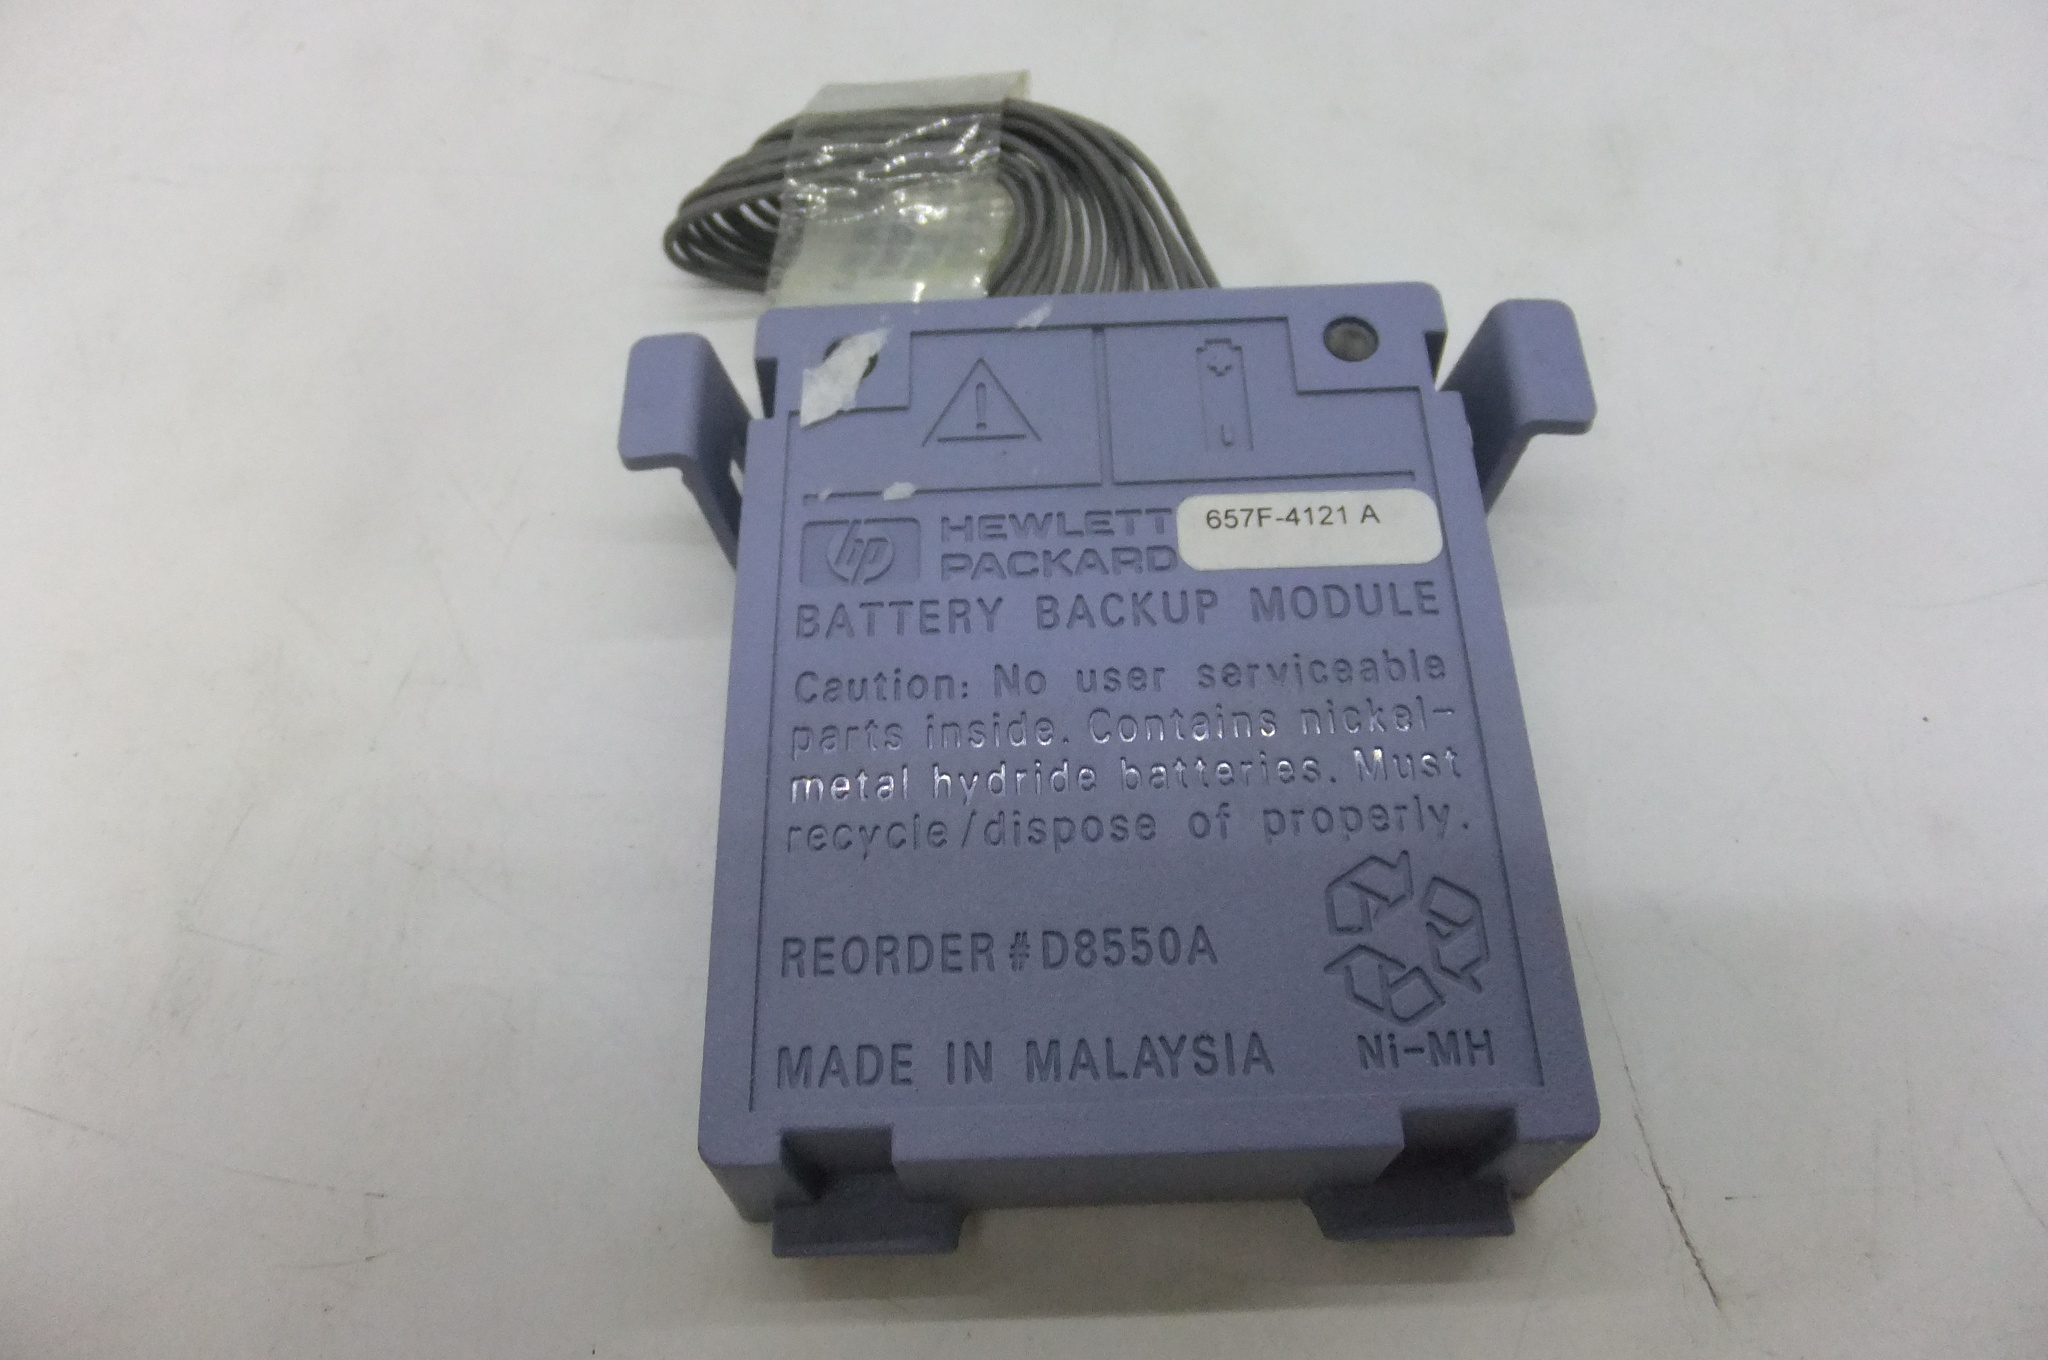 hp HEWLETT
PACKARD
657F-4121 A
BATTERY BACKUP MODULE
Caution: No user serviceable
parts inside. Contains nickel-
metal hydride batteries. Must
recycle/dispose of properly.
REORDER # D8550A
MADE IN MALAYSIA
Ni-MH